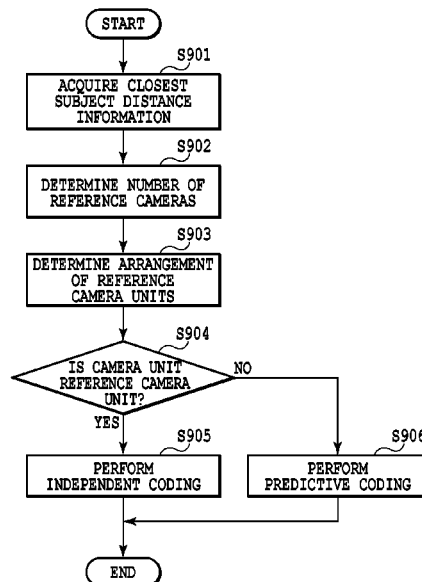 START
S901
ACQUIRE CLOSEST
SUBJECT DISTANCE
INFORMATION
S902
DETERMINE NUMBER OF
REFERENCE CAMERAS
S903
DETERMINE ARRANGEMENT
OF REFERENCE
CAMERA UNITS
S904
IS CAMERA UNIT
REFERENCE CAMERA
UNIT?
NO
YES
S905
PERFORM
INDEPENDENT CODING
S906
PERFORM
PREDICTIVE CODING
END